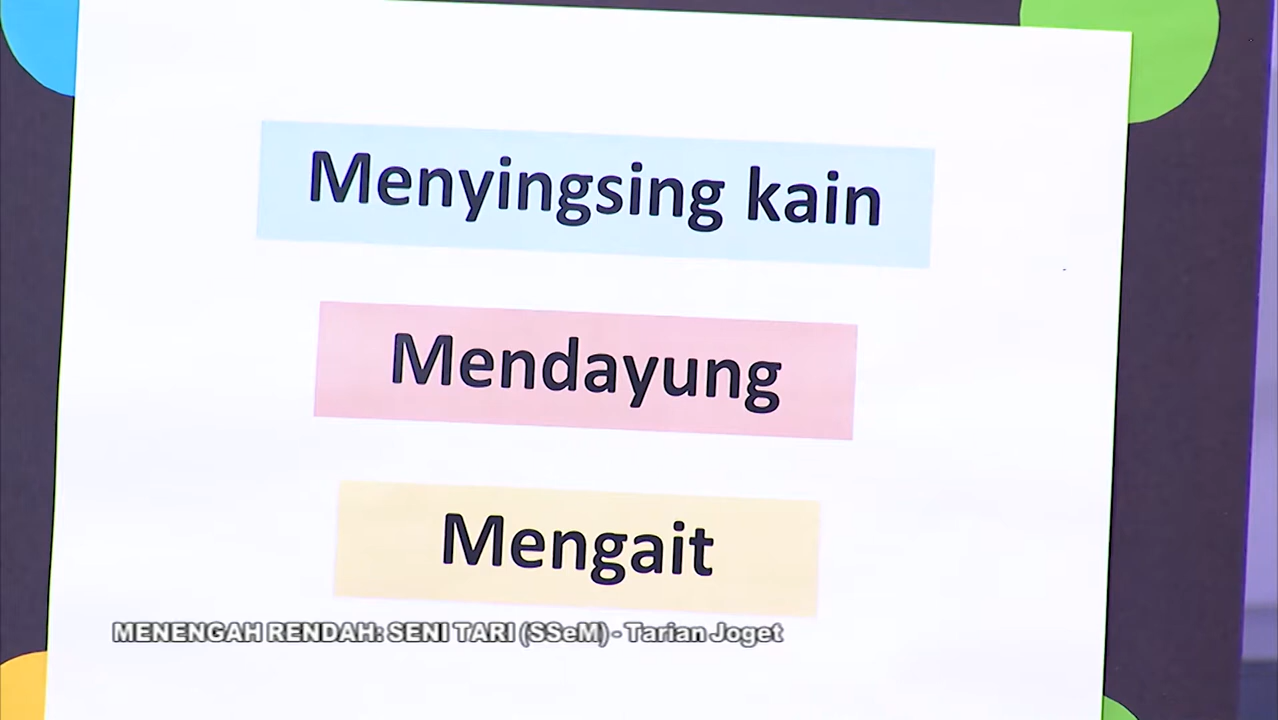 Menyingsing kain
Mendayung
Mengait
MENENGAH RENDAH: SENI TARI (SSeM) - Tarian Joget